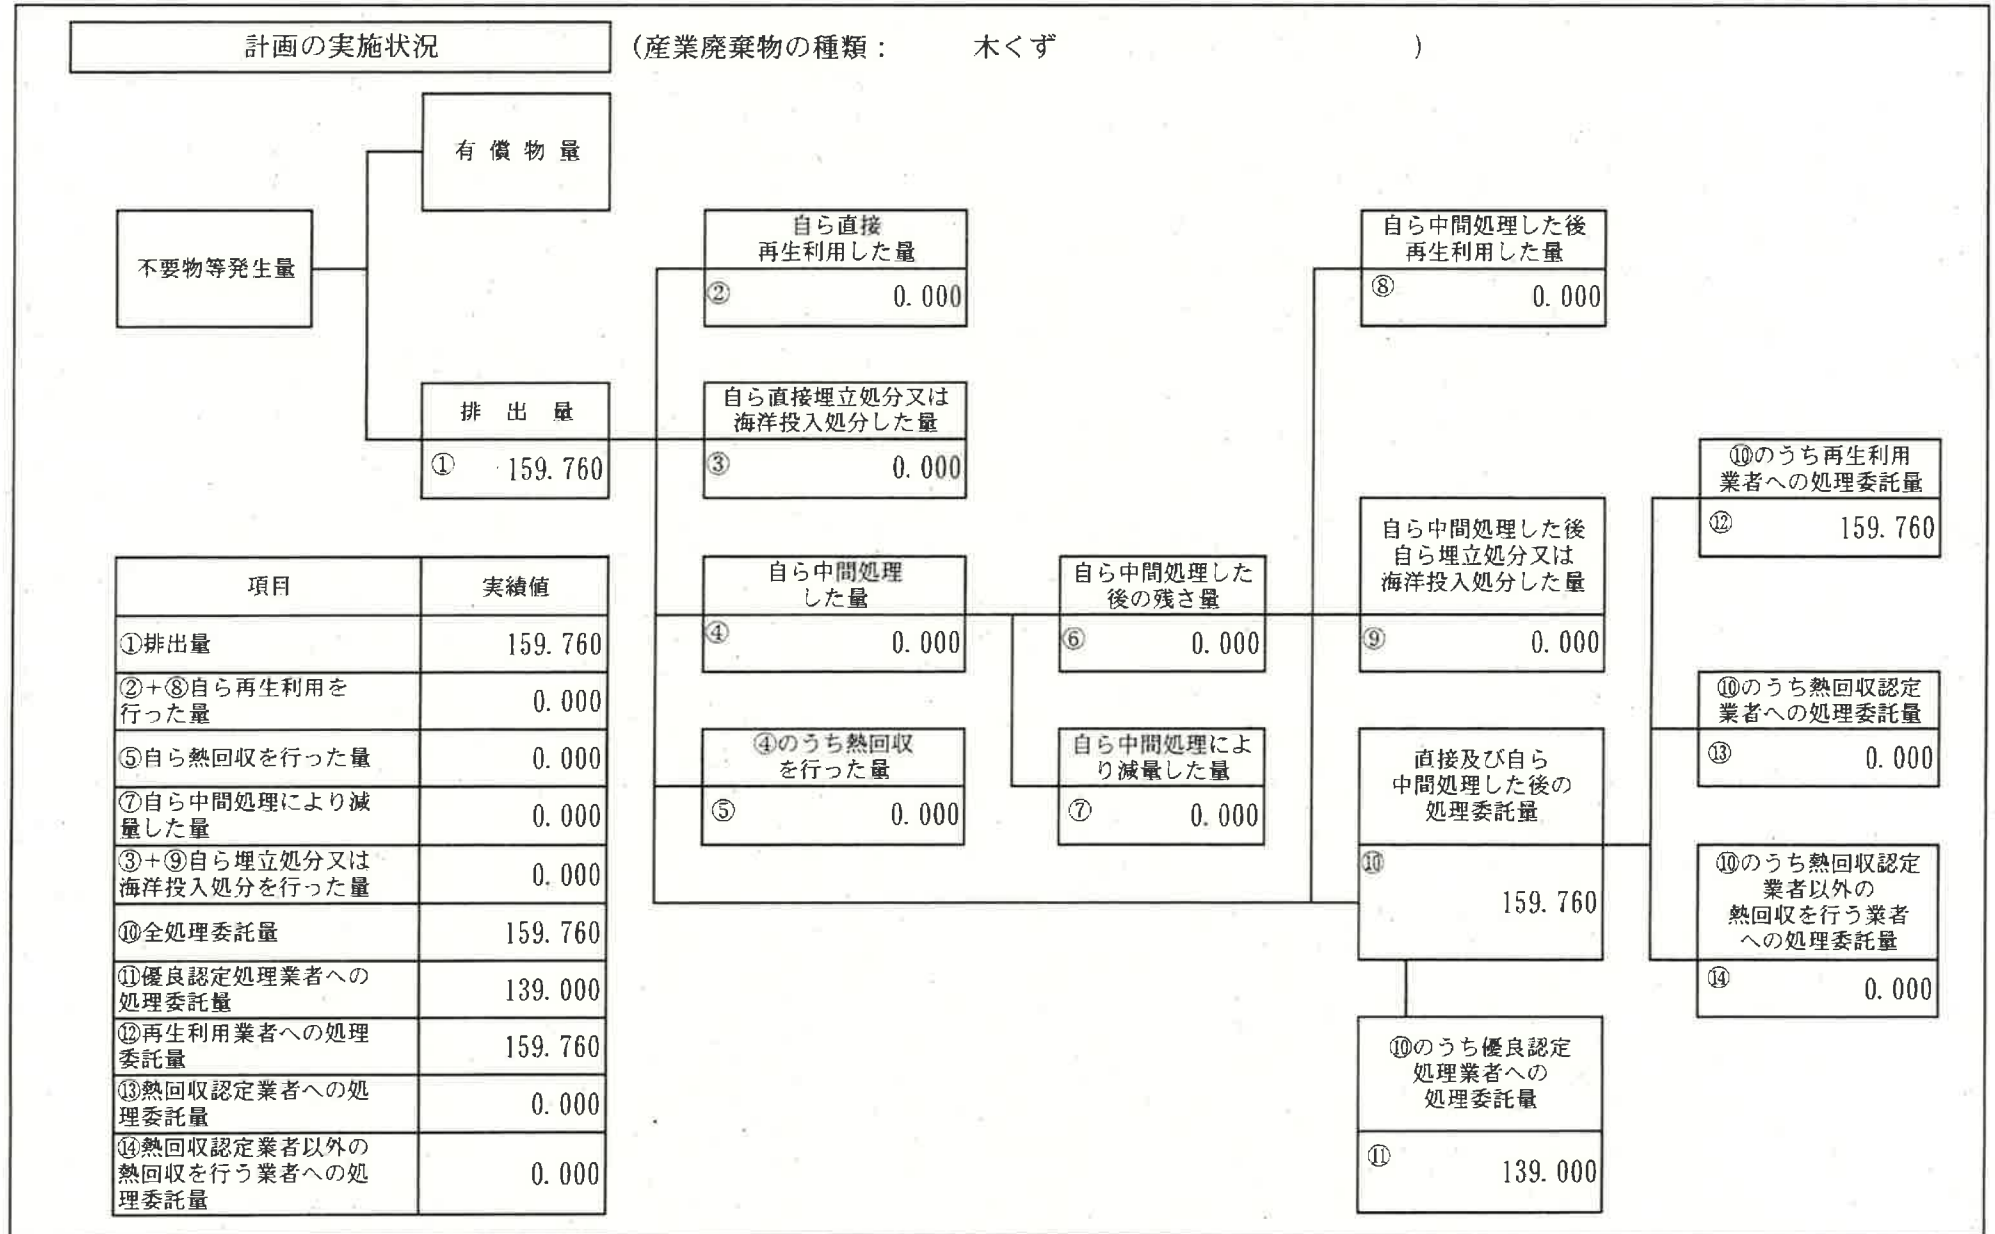 計画の実施状況 (産業廃棄物の種類： 木くず )
有 償 物 量
不要物等発生量
排 出 量
① 159.760
自ら直接
再生利用した量
② 0.000
自ら直接埋立処分又は
海洋投入処分した量
③ 0.000
自ら中間処理
した量
④ 0.000
④のうち熱回収
を行った量
⑤ 0.000
自ら中間処理した
後の残さ量
⑥ 0.000
自ら中間処理によ
り減量した量
⑦ 0.000
自ら中間処理した後
再生利用した量
⑧ 0.000
自ら中間処理した後
自ら埋立処分又は
海洋投入処分した量
⑨ 0.000
直接及び自ら
中間処理した後の
処理委託量
⑩
159.760
⑩のうち優良認定
処理業者への
処理委託量
⑪
139.000
⑩のうち再生利用
業者への処理委託量
⑫ 159.760
⑩のうち熱回収認定
業者への処理委託量
⑬ 0.000
⑩のうち熱回収認定
業者以外の
熱回収を行う業者
への処理委託量
⑭ 0.000
項目 実績値
①排出量 159.760
②+⑧自ら再生利用を
行った量 0.000
⑤自ら熱回収を行った量 0.000
⑦自ら中間処理により減
量した量 0.000
③+⑨自ら埋立処分又は
海洋投入処分を行った量 0.000
⑩全処理委託量 159.760
⑪優良認定処理業者への
処理委託量 139.000
⑫再生利用業者への処理
委託量 159.760
⑬熱回収認定業者への処
理委託量 0.000
⑭熱回収認定業者以外の
熱回収を行う業者への処
理委託量 0.000